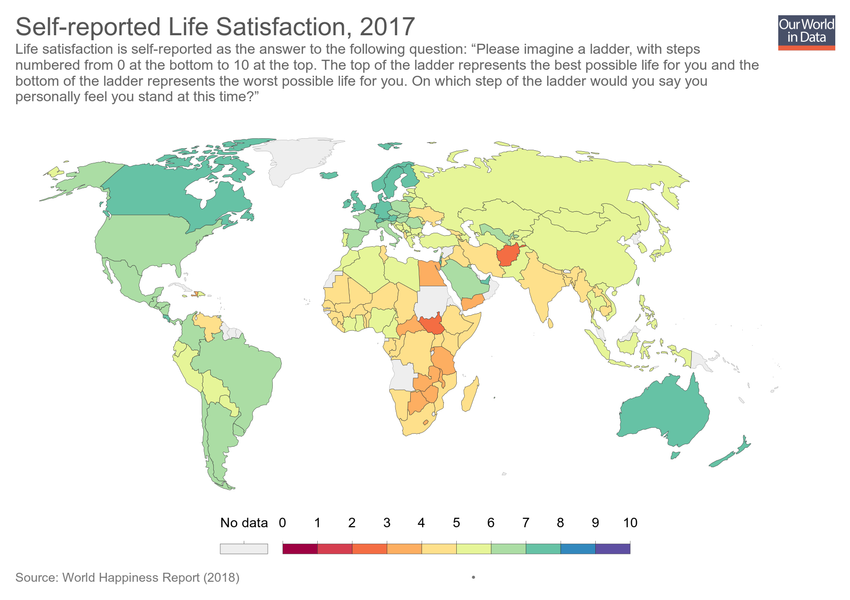 Self-reported Life Satisfaction, 2017
Our World
in Data
Life satisfaction is self-reported as the answer to the following question: “Please imagine a ladder, with steps
numbered from 0 at the bottom to 10 at the top. The top of the ladder represents the best possible life for you and the
bottom of the ladder represents the worst possible life for you. On which step of the ladder would you say you
personally feel you stand at this time?”
No data 0 1 2 3 4 5 6 7 8 9 10
Source: World Happiness Report (2018)